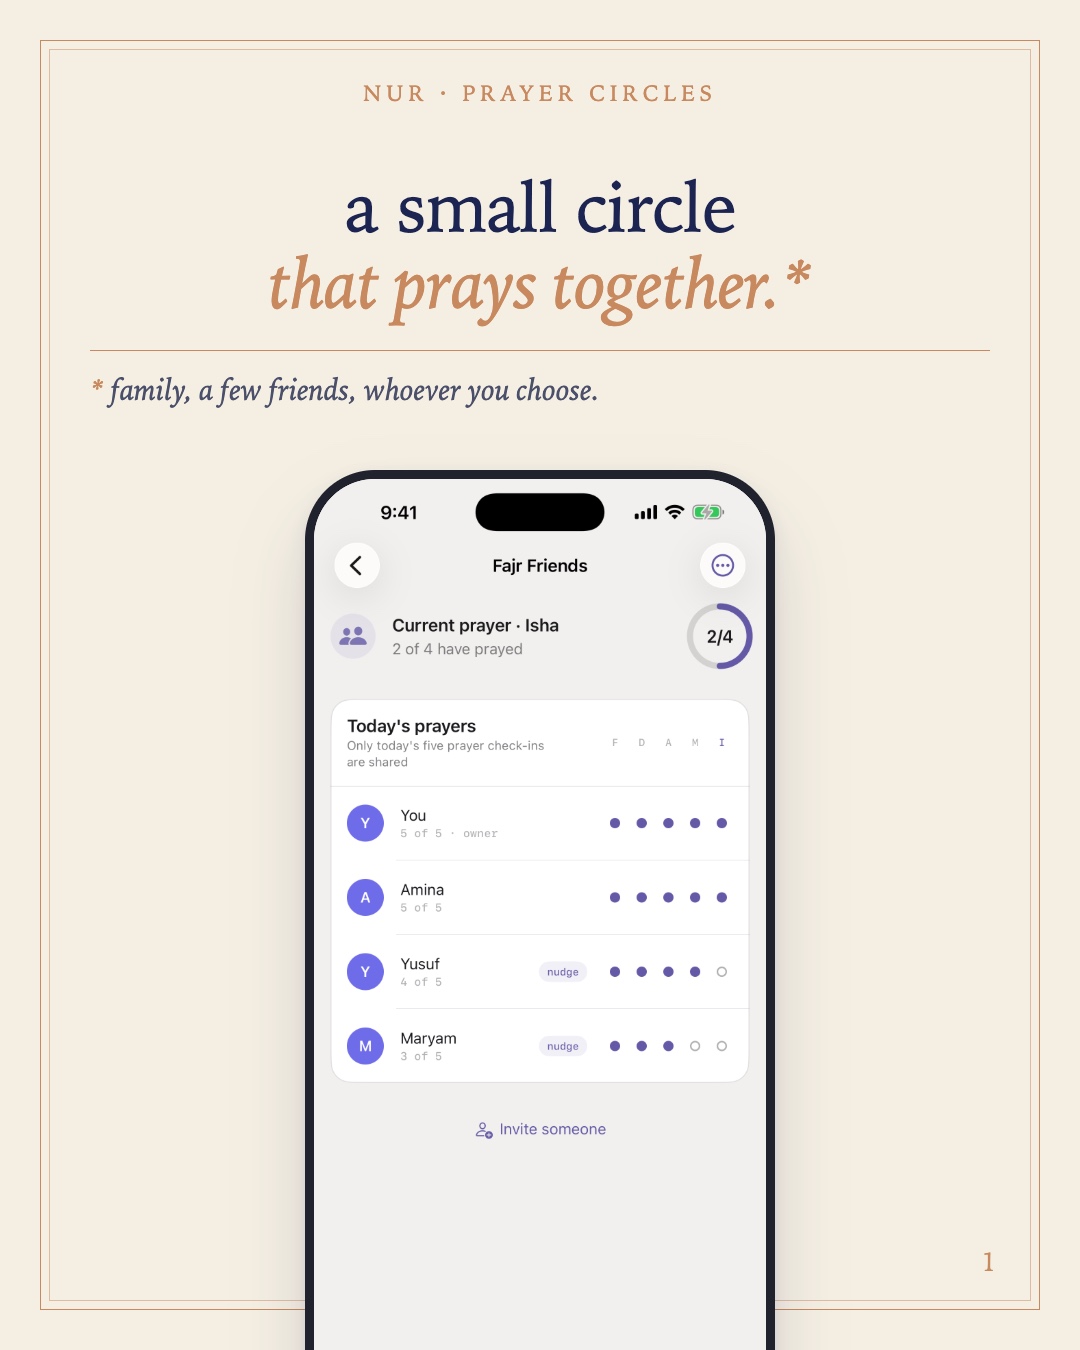 NUR · PRAYER CIRCLES
a small circle
that prays together.*
* family, a few friends, whoever you choose.
9:41
Fajr Friends
Current prayer · Isha
2 of 4 have prayed
2/4
Today's prayers
Only today's five prayer check-ins
are shared
F D A M I
Y
You
5 of 5 · owner
A
Amina
5 of 5
Y
Yusuf
4 of 5
nudge
M
Maryam
3 of 5
nudge
Invite someone
1